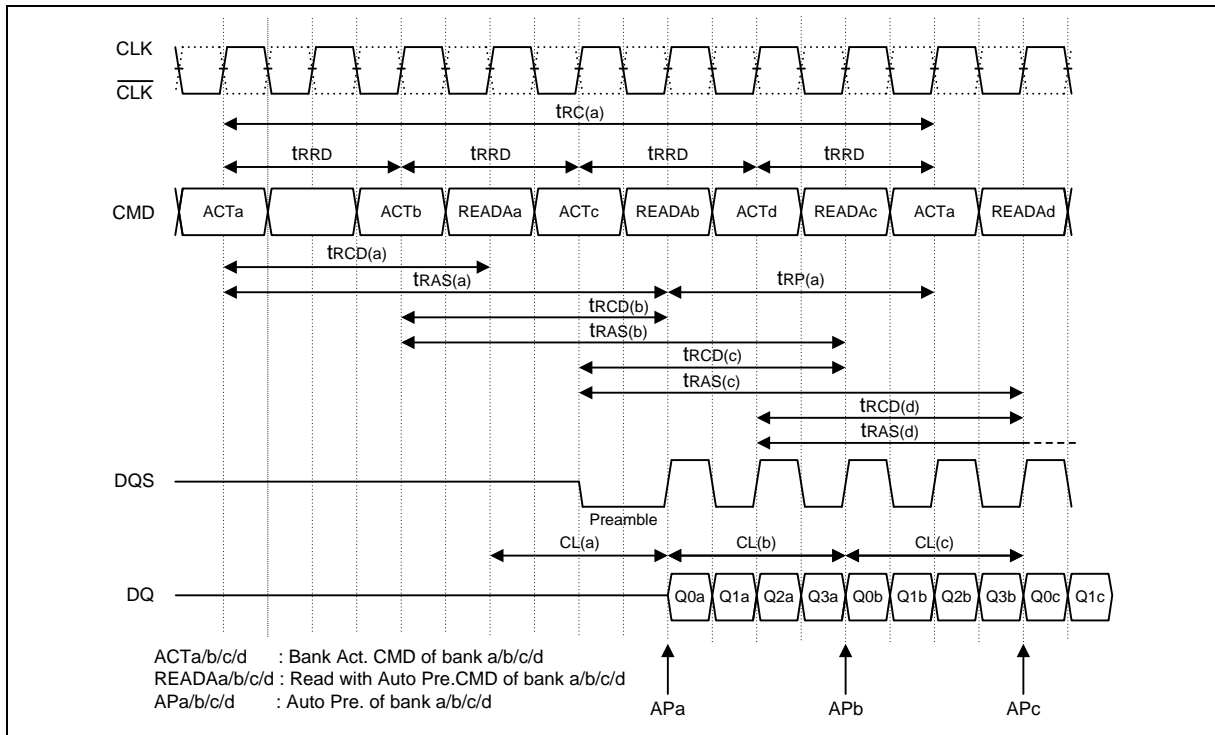 CLK
CLK
tRC(a)
tRRD tRRD tRRD tRRD
CMD ACTa ACTb READAa ACTc READAb ACTd READAc ACTa READAd
tRCD(a)
tRAS(a) tRP(a)
tRCD(b)
tRAS(b)
tRCD(c)
tRAS(c)
tRCD(d)
tRAS(d)
DQS
Preamble
CL(a) CL(b) CL(c)
DQ Q0a Q1a Q2a Q3a Q0b Q1b Q2b Q3b Q0c Q1c
ACTa/b/c/d : Bank Act. CMD of bank a/b/c/d
READAa/b/c/d : Read with Auto Pre.CMD of bank a/b/c/d
APa/b/c/d : Auto Pre. of bank a/b/c/d
APa APb APc